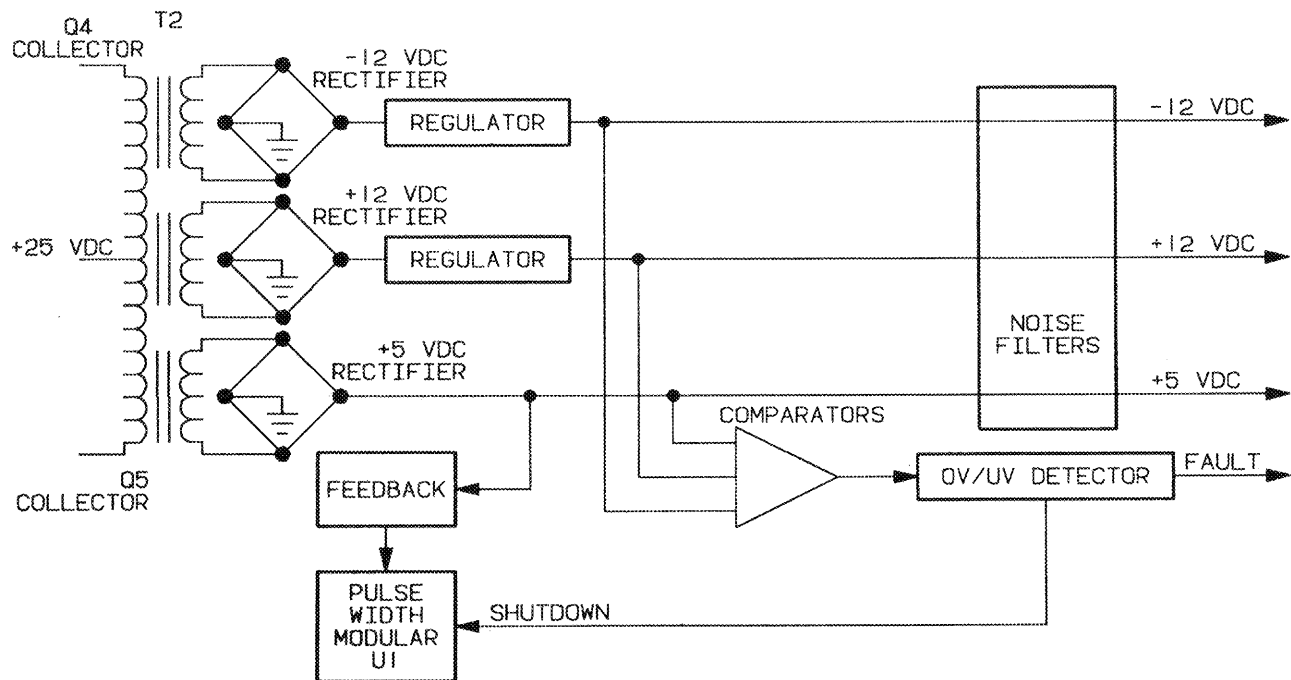 Q4
COLLECTOR
T2
-12 VDC
RECTIFIER
REGULATOR
-12 VDC
+12 VDC
RECTIFIER
+25 VDC
REGULATOR
+12 VDC
NOISE
FILTERS
+5 VDC
RECTIFIER
+5 VDC
COMPARATORS
Q5
COLLECTOR
FEEDBACK
OV/UV DETECTOR
FAULT
PULSE
WIDTH
MODULAR
U1
SHUTDOWN